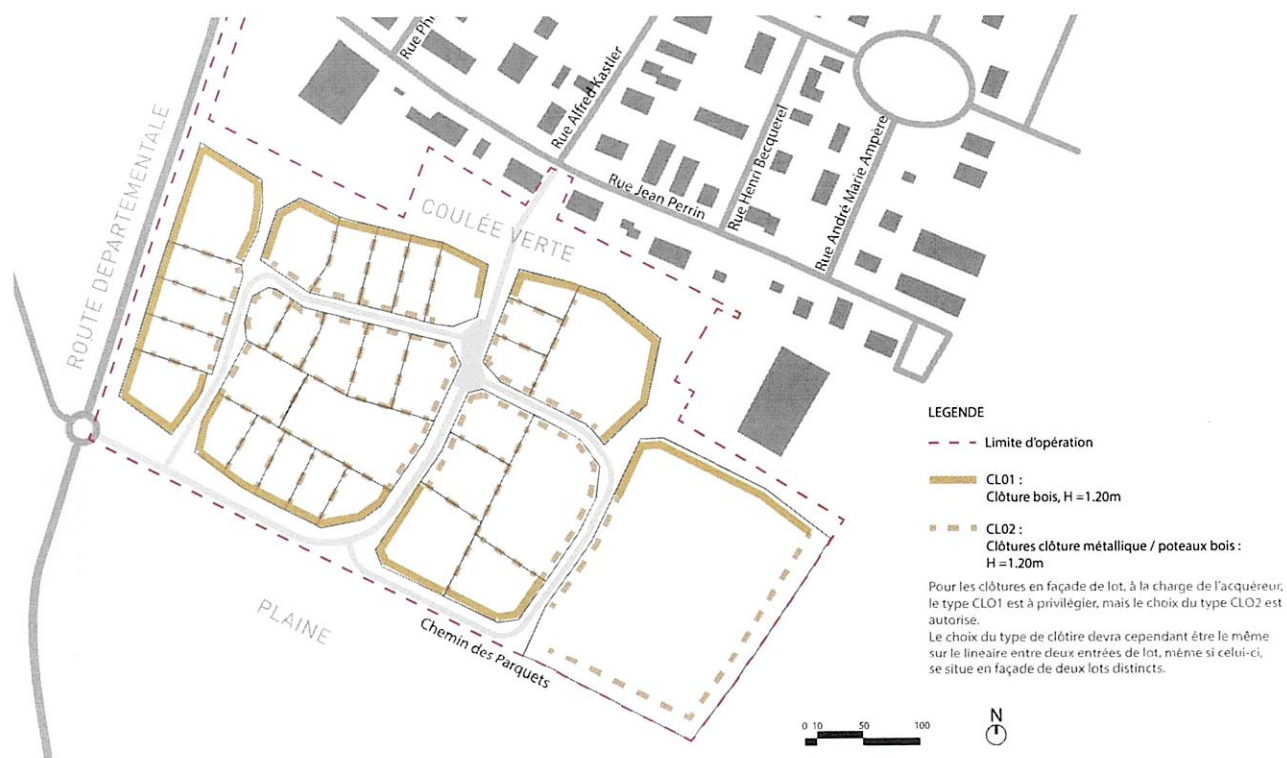 Rue Alfred Kastler
Rue Jean Perrin
Rue Henri Becquerel
Rue André Marie Ampère
ROUTE DEPARTEMENTALE
COULÉE VERTE
PLAINE
Chemin des Parquets
LEGENDE
Limite d'opération
CL01 :
Clôture bois, H =1.20m
CL02 :
Clôtures clôture métallique / poteaux bois :
H =1.20m
Pour les clôtures en façade de lot, à la charge de l'acquéreur,
le type CLO1 est à privilégier, mais le choix du type CLO2 est
autorisé.
Le choix du type de clôtire devra cependant être le même
sur le linéaire entre deux entrées de lot, même si celui-ci,
se situe en façade de deux lots distincts.
0 10 50 100
N